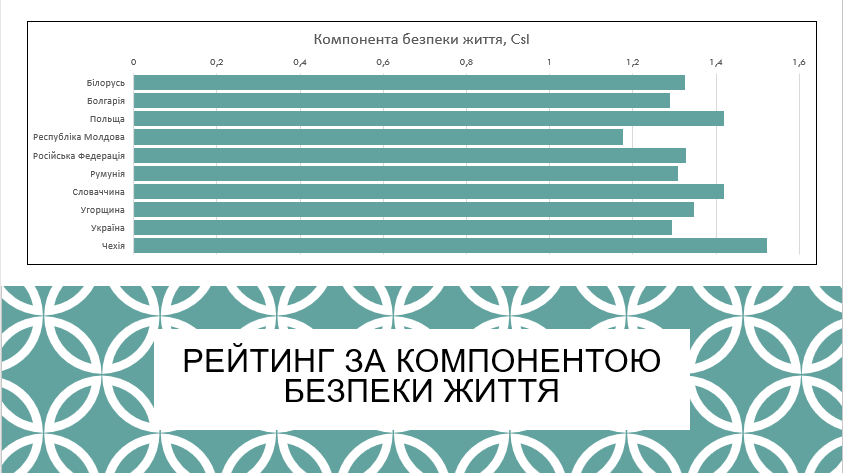 Компонента безпеки життя, CsI
0 0,2 0,4 0,6 0,8 1 1,2 1,4 1,6
Білорусь
Болгарія
Польща
Республіка Молдова
Російська Федерація
Румунія
Словаччина
Угорщина
Україна
Чехія
РЕЙТИНГ ЗА КОМПОНЕНТОЮ
БЕЗПЕКИ ЖИТТЯ